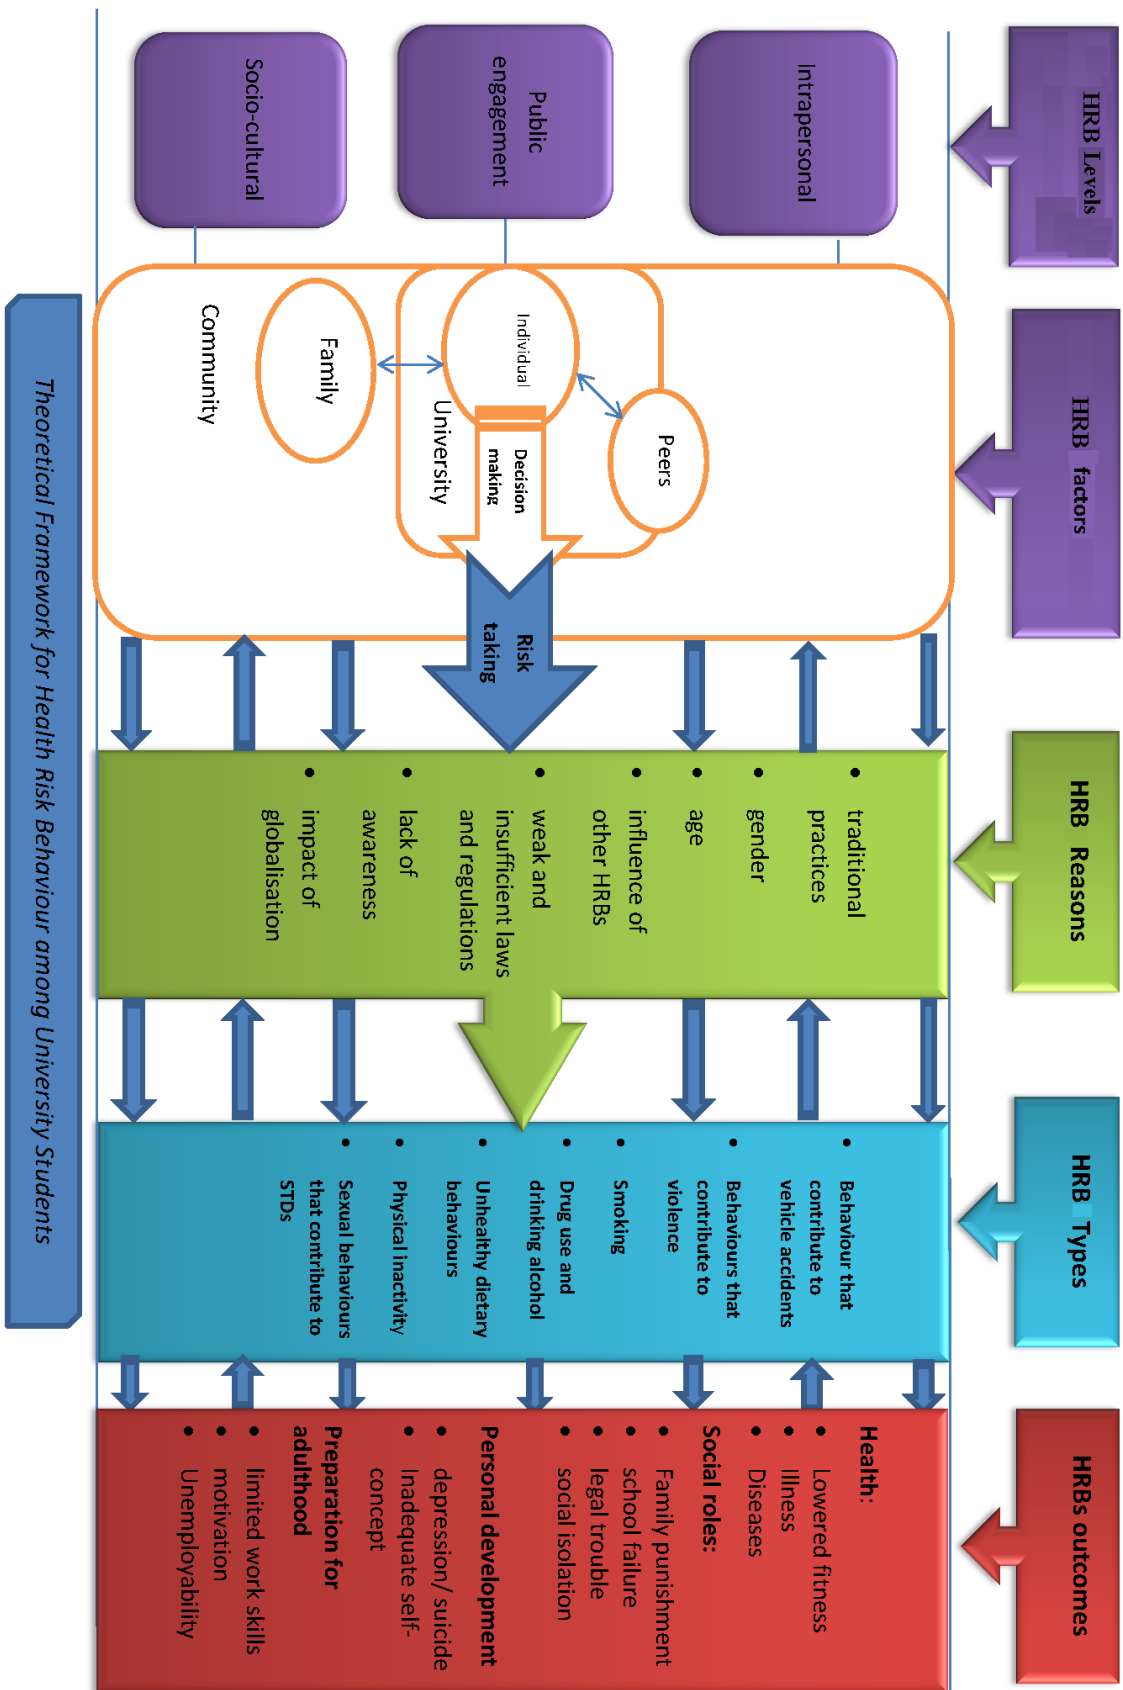 HRB Levels
HRB factors
HRB Reasons
HRB Types
HRBs outcomes
Intrapersonal
Public
engagement
Socio-cultural
Peers
Individual
Decision
making
University
Family
Community
Risk
taking
• traditional
practices
• gender
• age
• influence of
other HRBs
• weak and
insufficient laws
and regulations
• lack of
awareness
• impact of
globalisation
• Behaviour that
contribute to
vehicle accidents
• Behaviours that
contribute to
violence
• Smoking
• Drug use and
drinking alcohol
• Unhealthy dietary
behaviours
• Physical inactivity
• Sexual behaviours
that contribute to
STDs
Health:
• Lowered fitness
• Illness
• Diseases
Social roles:
• Family punishment
• school failure
• legal trouble
• social isolation
Personal development
• depression/ suicide
• Inadequate self-
concept
Preparation for
adulthood
• limited work skills
• motivation
• Unemployability
Theoretical Framework for Health Risk Behaviour among University Students